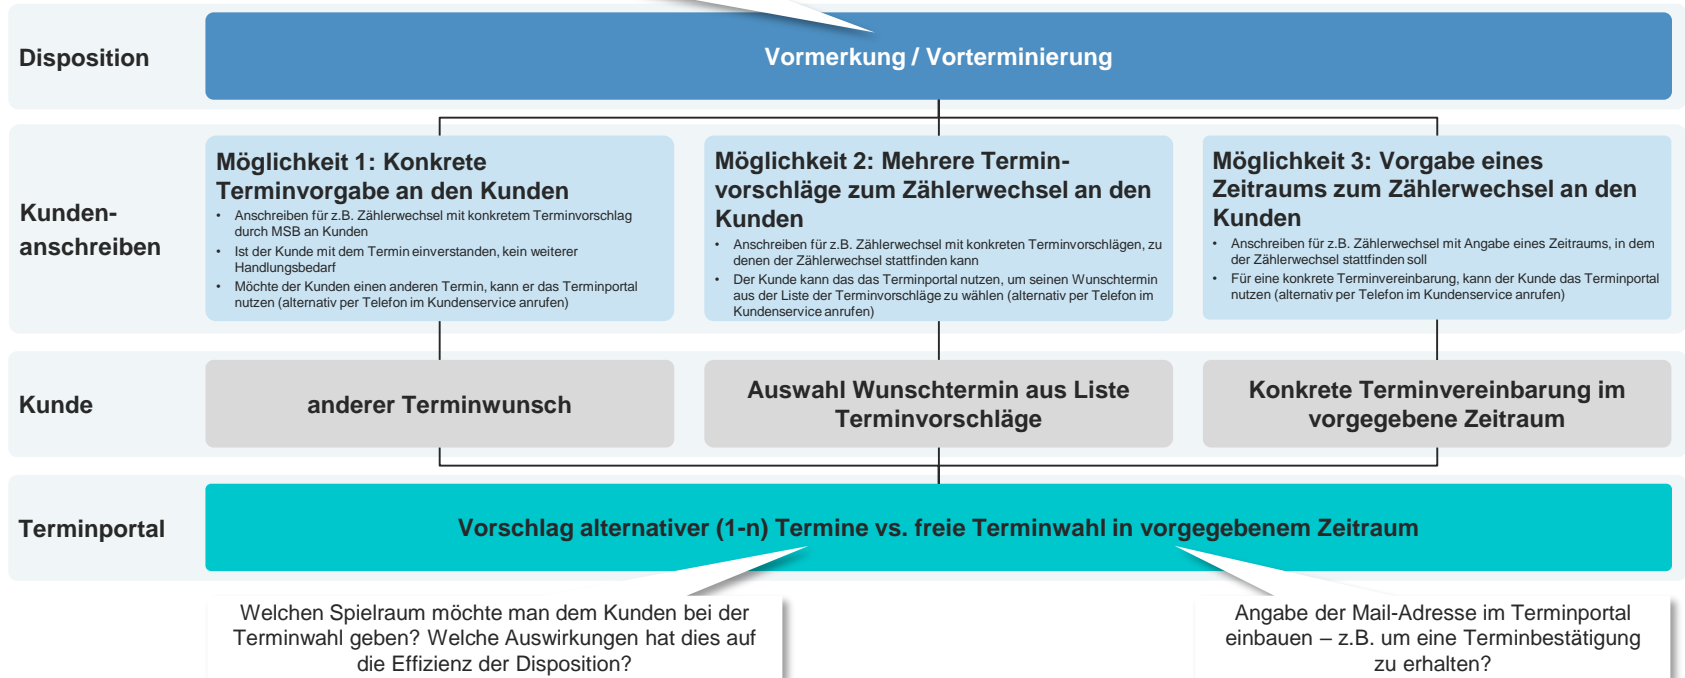 Disposition
Vormerkung / Vorterminierung
Kunden-
anschreiben
Möglichkeit 1: Konkrete
Terminvorgabe an den Kunden
• Anschreiben für z.B. Zählerwechsel mit konkretem Terminvorschlag
durch MSB an Kunden
• Ist der Kunde mit dem Termin einverstanden, kein weiterer
Handlungsbedarf
• Möchte der Kunden einen anderen Termin, kann er das Terminportal
nutzen (alternativ per Telefon im Kundenservice anrufen)
Möglichkeit 2: Mehrere Termin-
vorschläge zum Zählerwechsel an den
Kunden
• Anschreiben für z.B. Zählerwechsel mit konkreten Terminvorschlägen, zu
denen der Zählerwechsel stattfinden kann
• Der Kunde kann das das Terminportal nutzen, um seinen Wunschtermin
aus der Liste der Terminvorschläge zu wählen (alternativ per Telefon im
Kundenservice anrufen)
Möglichkeit 3: Vorgabe eines
Zeitraums zum Zählerwechsel an den
Kunden
• Anschreiben für z.B. Zählerwechsel mit Angabe eines Zeitraums, in dem
der Zählerwechsel stattfinden soll
• Für eine konkrete Terminvereinbarung, kann der Kunde das Terminportal
nutzen (alternativ per Telefon im Kundenservice anrufen)
Kunde
anderer Terminwunsch
Auswahl Wunschtermin aus Liste
Terminvorschläge
Konkrete Terminvereinbarung im
vorgegebene Zeitraum
Terminportal
Vorschlag alternativer (1-n) Termine vs. freie Terminwahl in vorgegebenem Zeitraum
Welchen Spielraum möchte man dem Kunden bei der
Terminwahl geben? Welche Auswirkungen hat dies auf
die Effizienz der Disposition?
Angabe der Mail-Adresse im Terminportal
einbauen – z.B. um eine Terminbestätigung
zu erhalten?